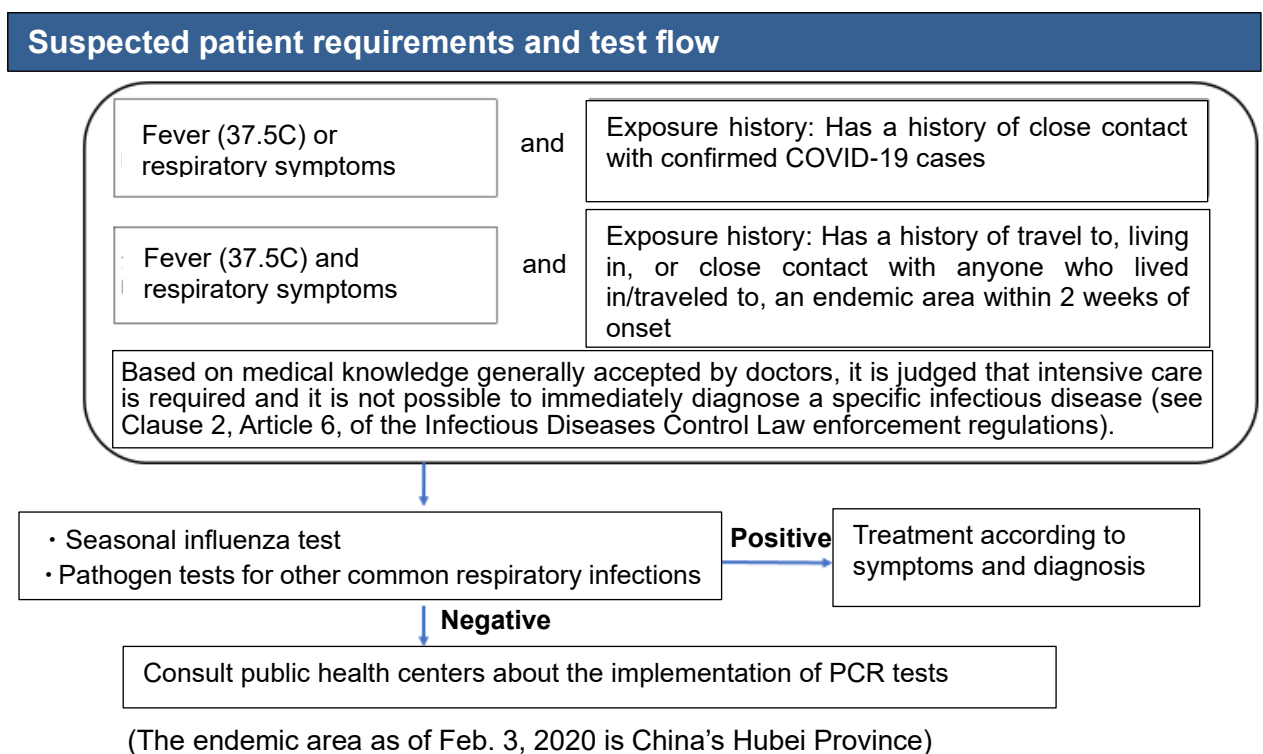 Suspected patient requirements and test flow
Fever (37.5C) or
respiratory symptoms
and
Exposure history: Has a history of close contact
with confirmed COVID-19 cases
Fever (37.5C) and
respiratory symptoms
and
Exposure history: Has a history of travel to, living
in, or close contact with anyone who lived
in/traveled to, an endemic area within 2 weeks of
onset
Based on medical knowledge generally accepted by doctors, it is judged that intensive care
is required and it is not possible to immediately diagnose a specific infectious disease (see
Clause 2, Article 6, of the Infectious Diseases Control Law enforcement regulations).
・Seasonal influenza test
・Pathogen tests for other common respiratory infections
Positive
Treatment according to
symptoms and diagnosis
Negative
Consult public health centers about the implementation of PCR tests
(The endemic area as of Feb. 3, 2020 is China’s Hubei Province)